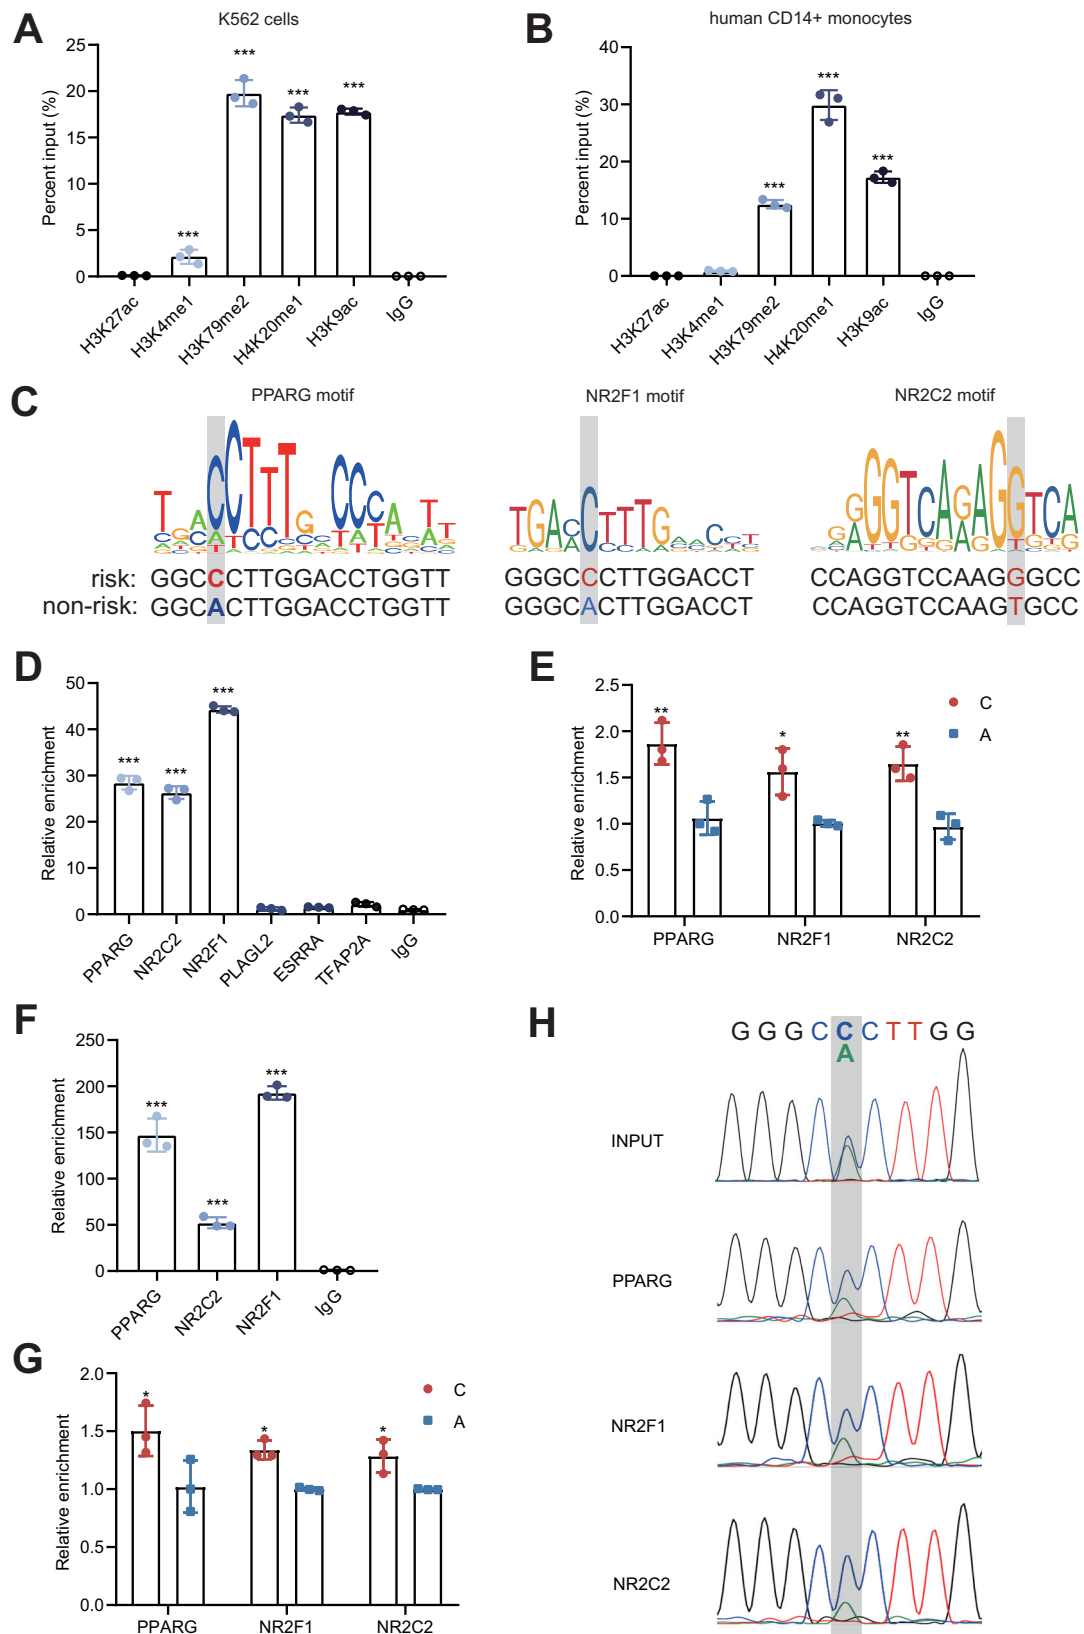 A
K562 cells
Percent input (%)
25
20
15
10
5
0
***
***
***
***
H3K27ac
H3K4me1
H3K79me2
H4K20me1
H3K9ac
IgG
B
human CD14+ monocytes
Percent input (%)
40
30
20
10
0
***
***
***
H3K27ac
H3K4me1
H3K79me2
H4K20me1
H3K9ac
IgG
C
PPARG motif
NR2F1 motif
NR2C2 motif
risk: GGCCCTTGGACCTGGTT
non-risk: GGCACTTGGACCTGGTT
GGGCCCTTGGACCT
GGGCACTTGGACCT
CCAGGTCCAAGGGCC
CCAGGTCCAAGTGCC
D
Relative enrichment
50
40
30
20
10
0
***
***
***
PPARG
NR2C2
NR2F1
PLAGL2
ESRRA
TFAP2A
IgG
E
Relative enrichment
2.5
2.0
1.5
1.0
0.5
0.0
**
*
**
C
A
PPARG
NR2F1
NR2C2
F
Relative enrichment
250
200
150
100
50
0
***
***
***
PPARG
NR2C2
NR2F1
IgG
G
Relative enrichment
2.0
1.5
1.0
0.5
0.0
*
*
*
C
A
PPARG
NR2F1
NR2C2
H
G G G C C C T T G G
A
INPUT
PPARG
NR2F1
NR2C2